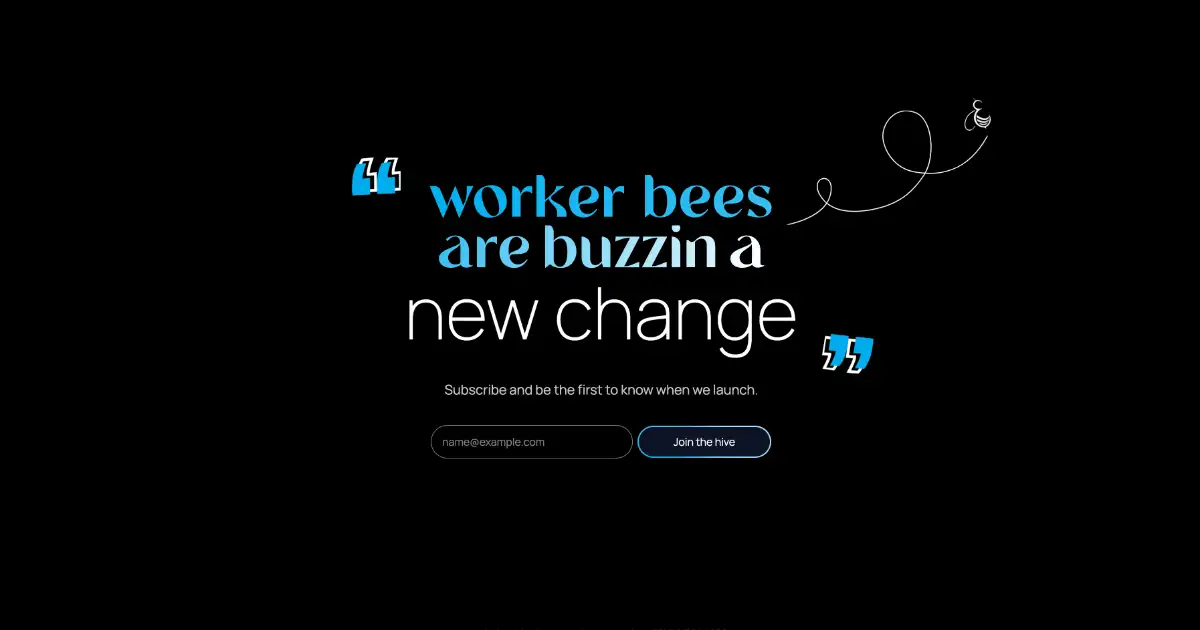 worker bees
are buzzin a
new change
Subscribe and be the first to know when we launch.
name@example.com
Join the hive